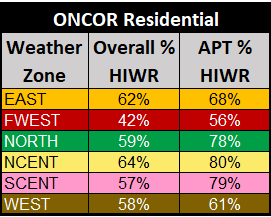 ONCOR Residential
Weather Zone Overall % HIWR APT % HIWR
EAST 62% 68%
FWEST 42% 56%
NORTH 59% 78%
NCENT 64% 80%
SCENT 57% 79%
WEST 58% 61%